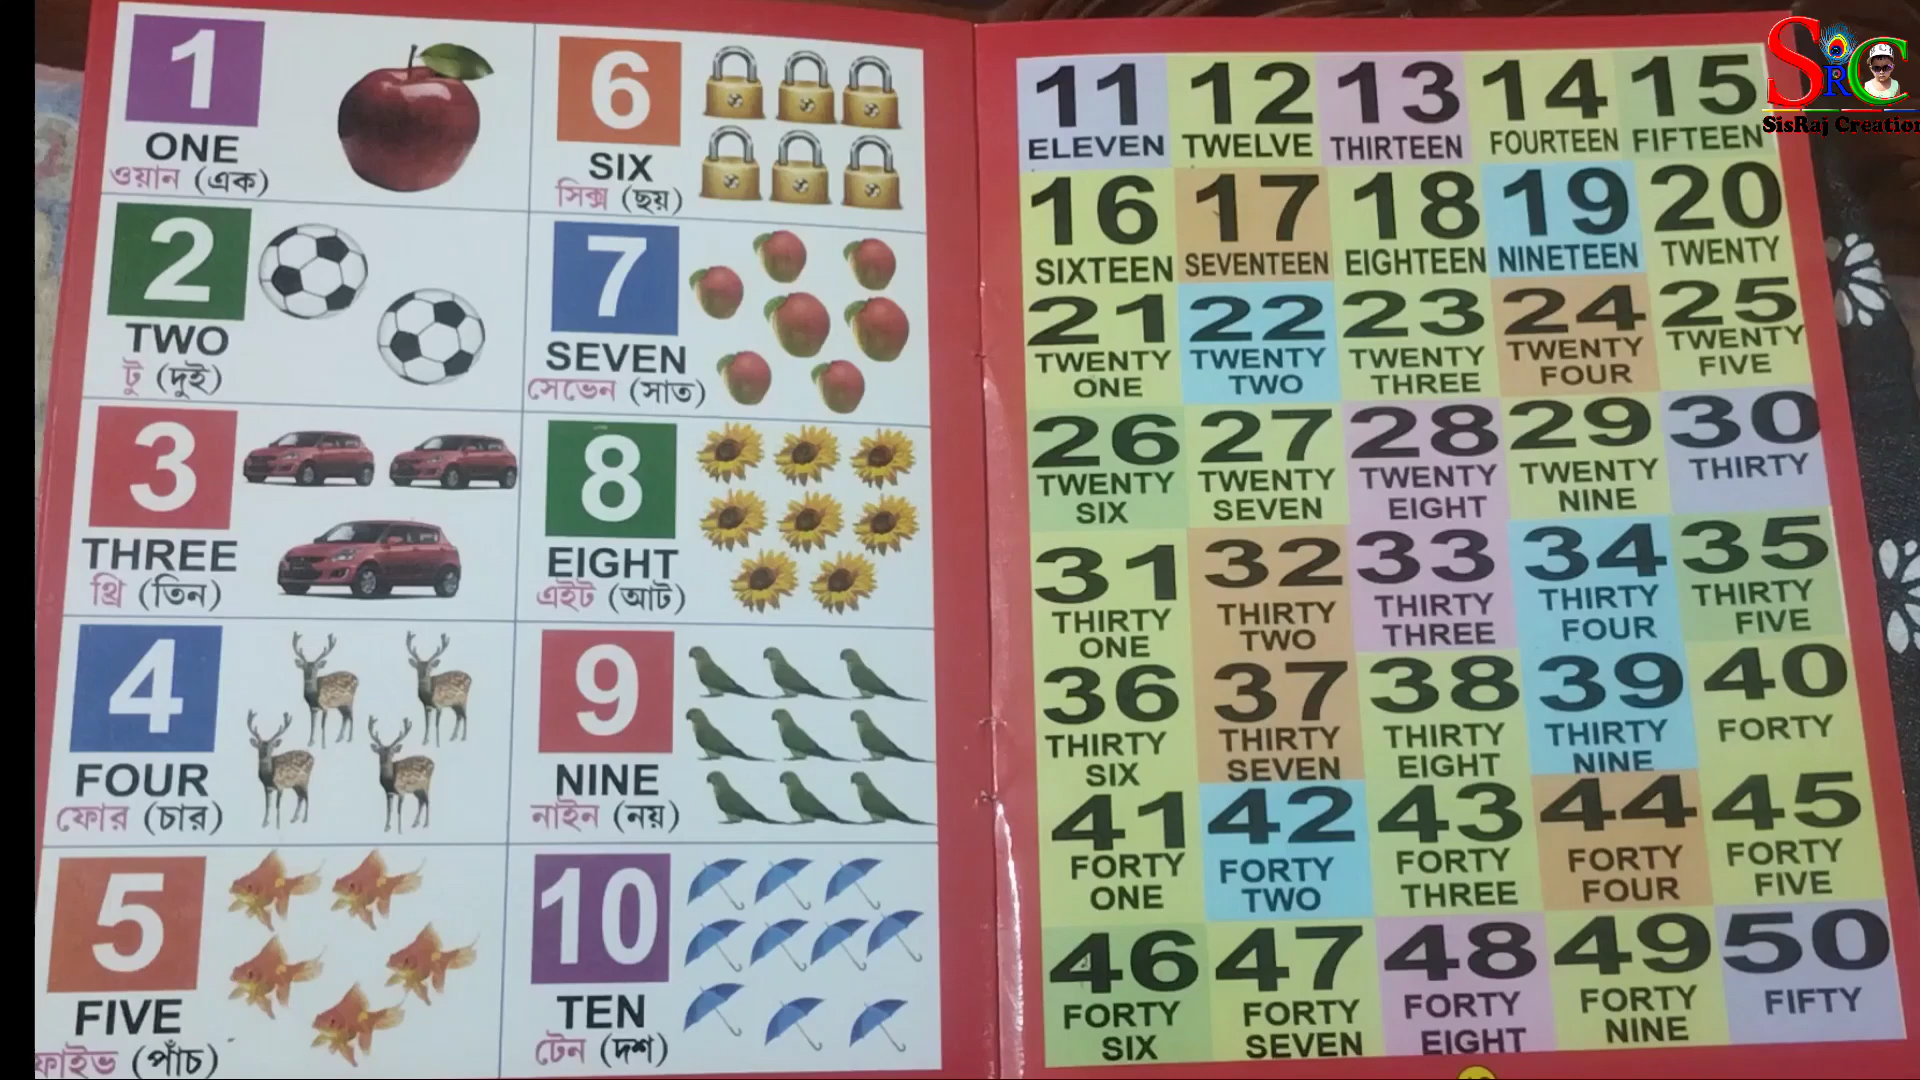 1
ONE
ওয়ান (এক)
2
TWO
টু (দুই)
3
THREE
থ্রি (তিন)
4
FOUR
ফোর (চার)
5
FIVE
ফাইভ (পাঁচ)
6
SIX
সিক্স (ছয়)
7
SEVEN
সেভেন (সাত)
8
EIGHT
এইট (আট)
9
NINE
নাইন (নয়)
10
TEN
টেন (দশ)
11 12 13 14 15
ELEVEN TWELVE THIRTEEN FOURTEEN FIFTEEN
16 17 18 19 20
SIXTEEN SEVENTEEN EIGHTEEN NINETEEN TWENTY
21 22 23 24 25
TWENTY TWENTY TWENTY TWENTY TWENTY
ONE TWO THREE FOUR FIVE
26 27 28 29 30
TWENTY TWENTY TWENTY TWENTY THIRTY
SIX SEVEN EIGHT NINE
31 32 33 34 35
THIRTY THIRTY THIRTY THIRTY THIRTY
ONE TWO THREE FOUR FIVE
36 37 38 39 40
THIRTY THIRTY THIRTY THIRTY FORTY
SIX SEVEN EIGHT NINE
41 42 43 44 45
FORTY FORTY FORTY FORTY FORTY
ONE TWO THREE FOUR FIVE
46 47 48 49 50
FORTY FORTY FORTY FORTY FIFTY
SIX SEVEN EIGHT NINE
SRC
SisRaj Creation